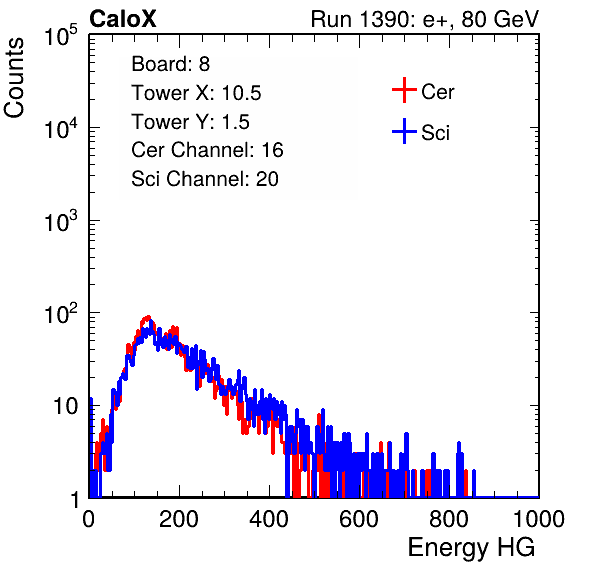 CaloX Run 1390: e+, 80 GeV
Board: 8
Tower X: 10.5
Tower Y: 1.5
Cer Channel: 16
Sci Channel: 20
Cer
Sci
Counts
10^5
10^4
10^3
10^2
10
1
0 200 400 600 800 1000
Energy HG